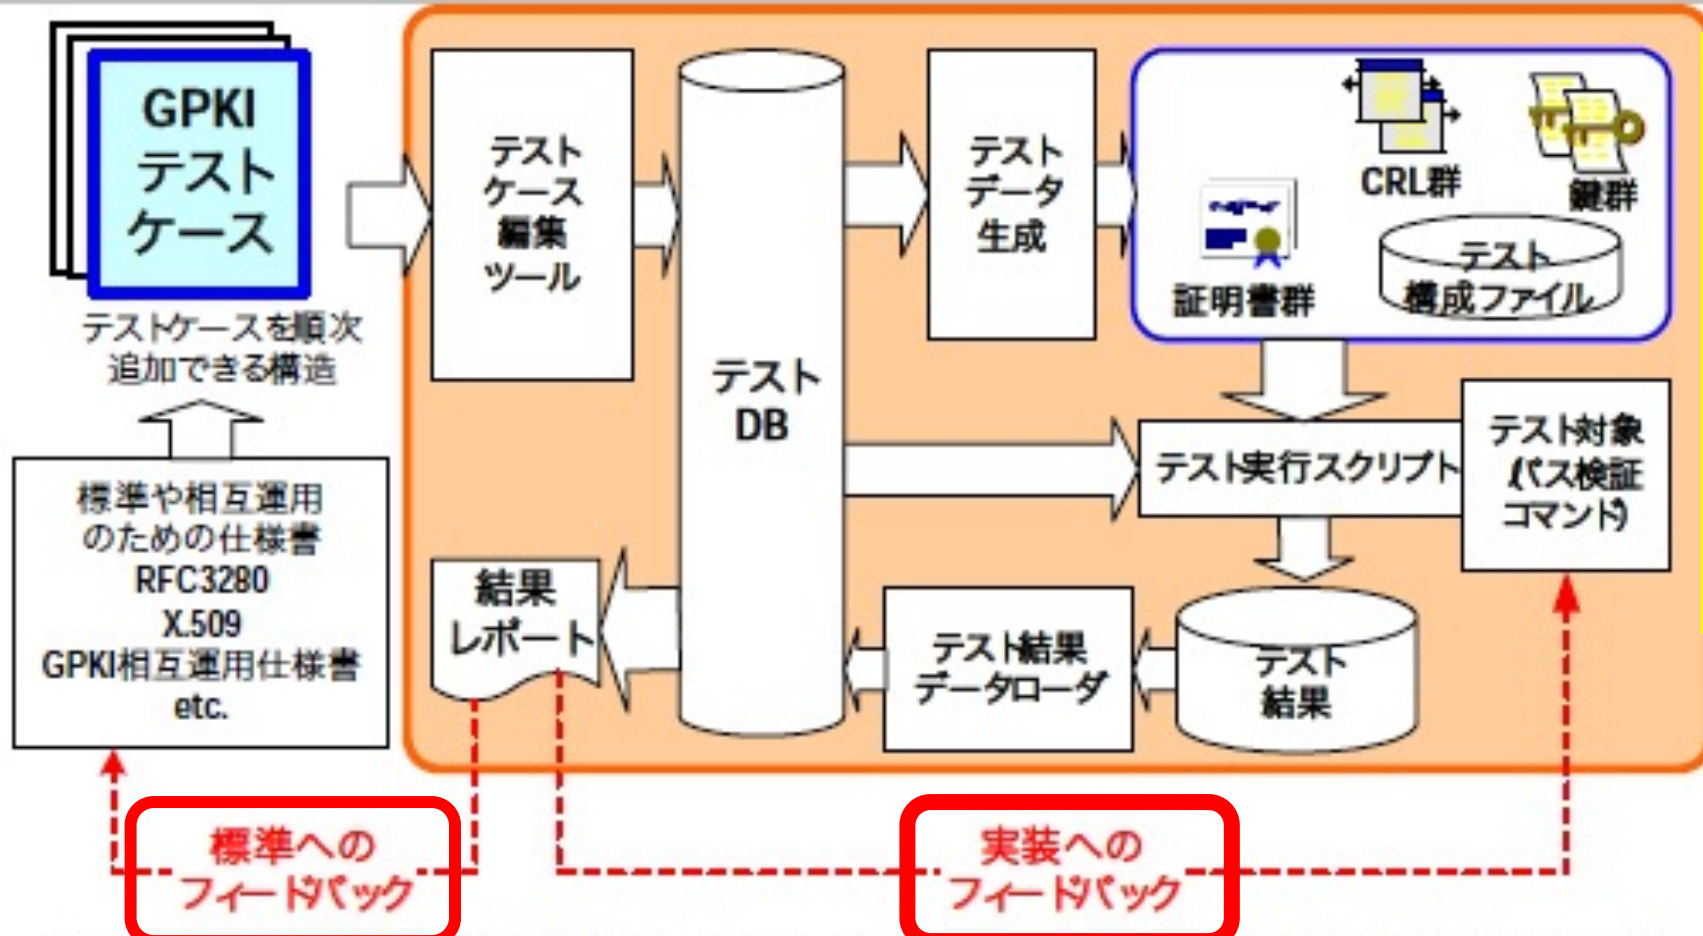 GPKI
テスト
ケース
テストケースを順次
追加できる構造
標準や相互運用
のための仕様書
RFC3280
X.509
GPKI相互運用仕様書
etc.
テスト
ケース
編集
ツール
テスト
DB
テスト
データ
生成
CRL群
鍵群
証明書群
テスト
構成ファイル
テスト実行スクリプト
テスト対象
(パス検証
コマンド)
結果
レポート
テスト結果
データローダ
テスト
結果
標準への
フィードバック
実装への
フィードバック